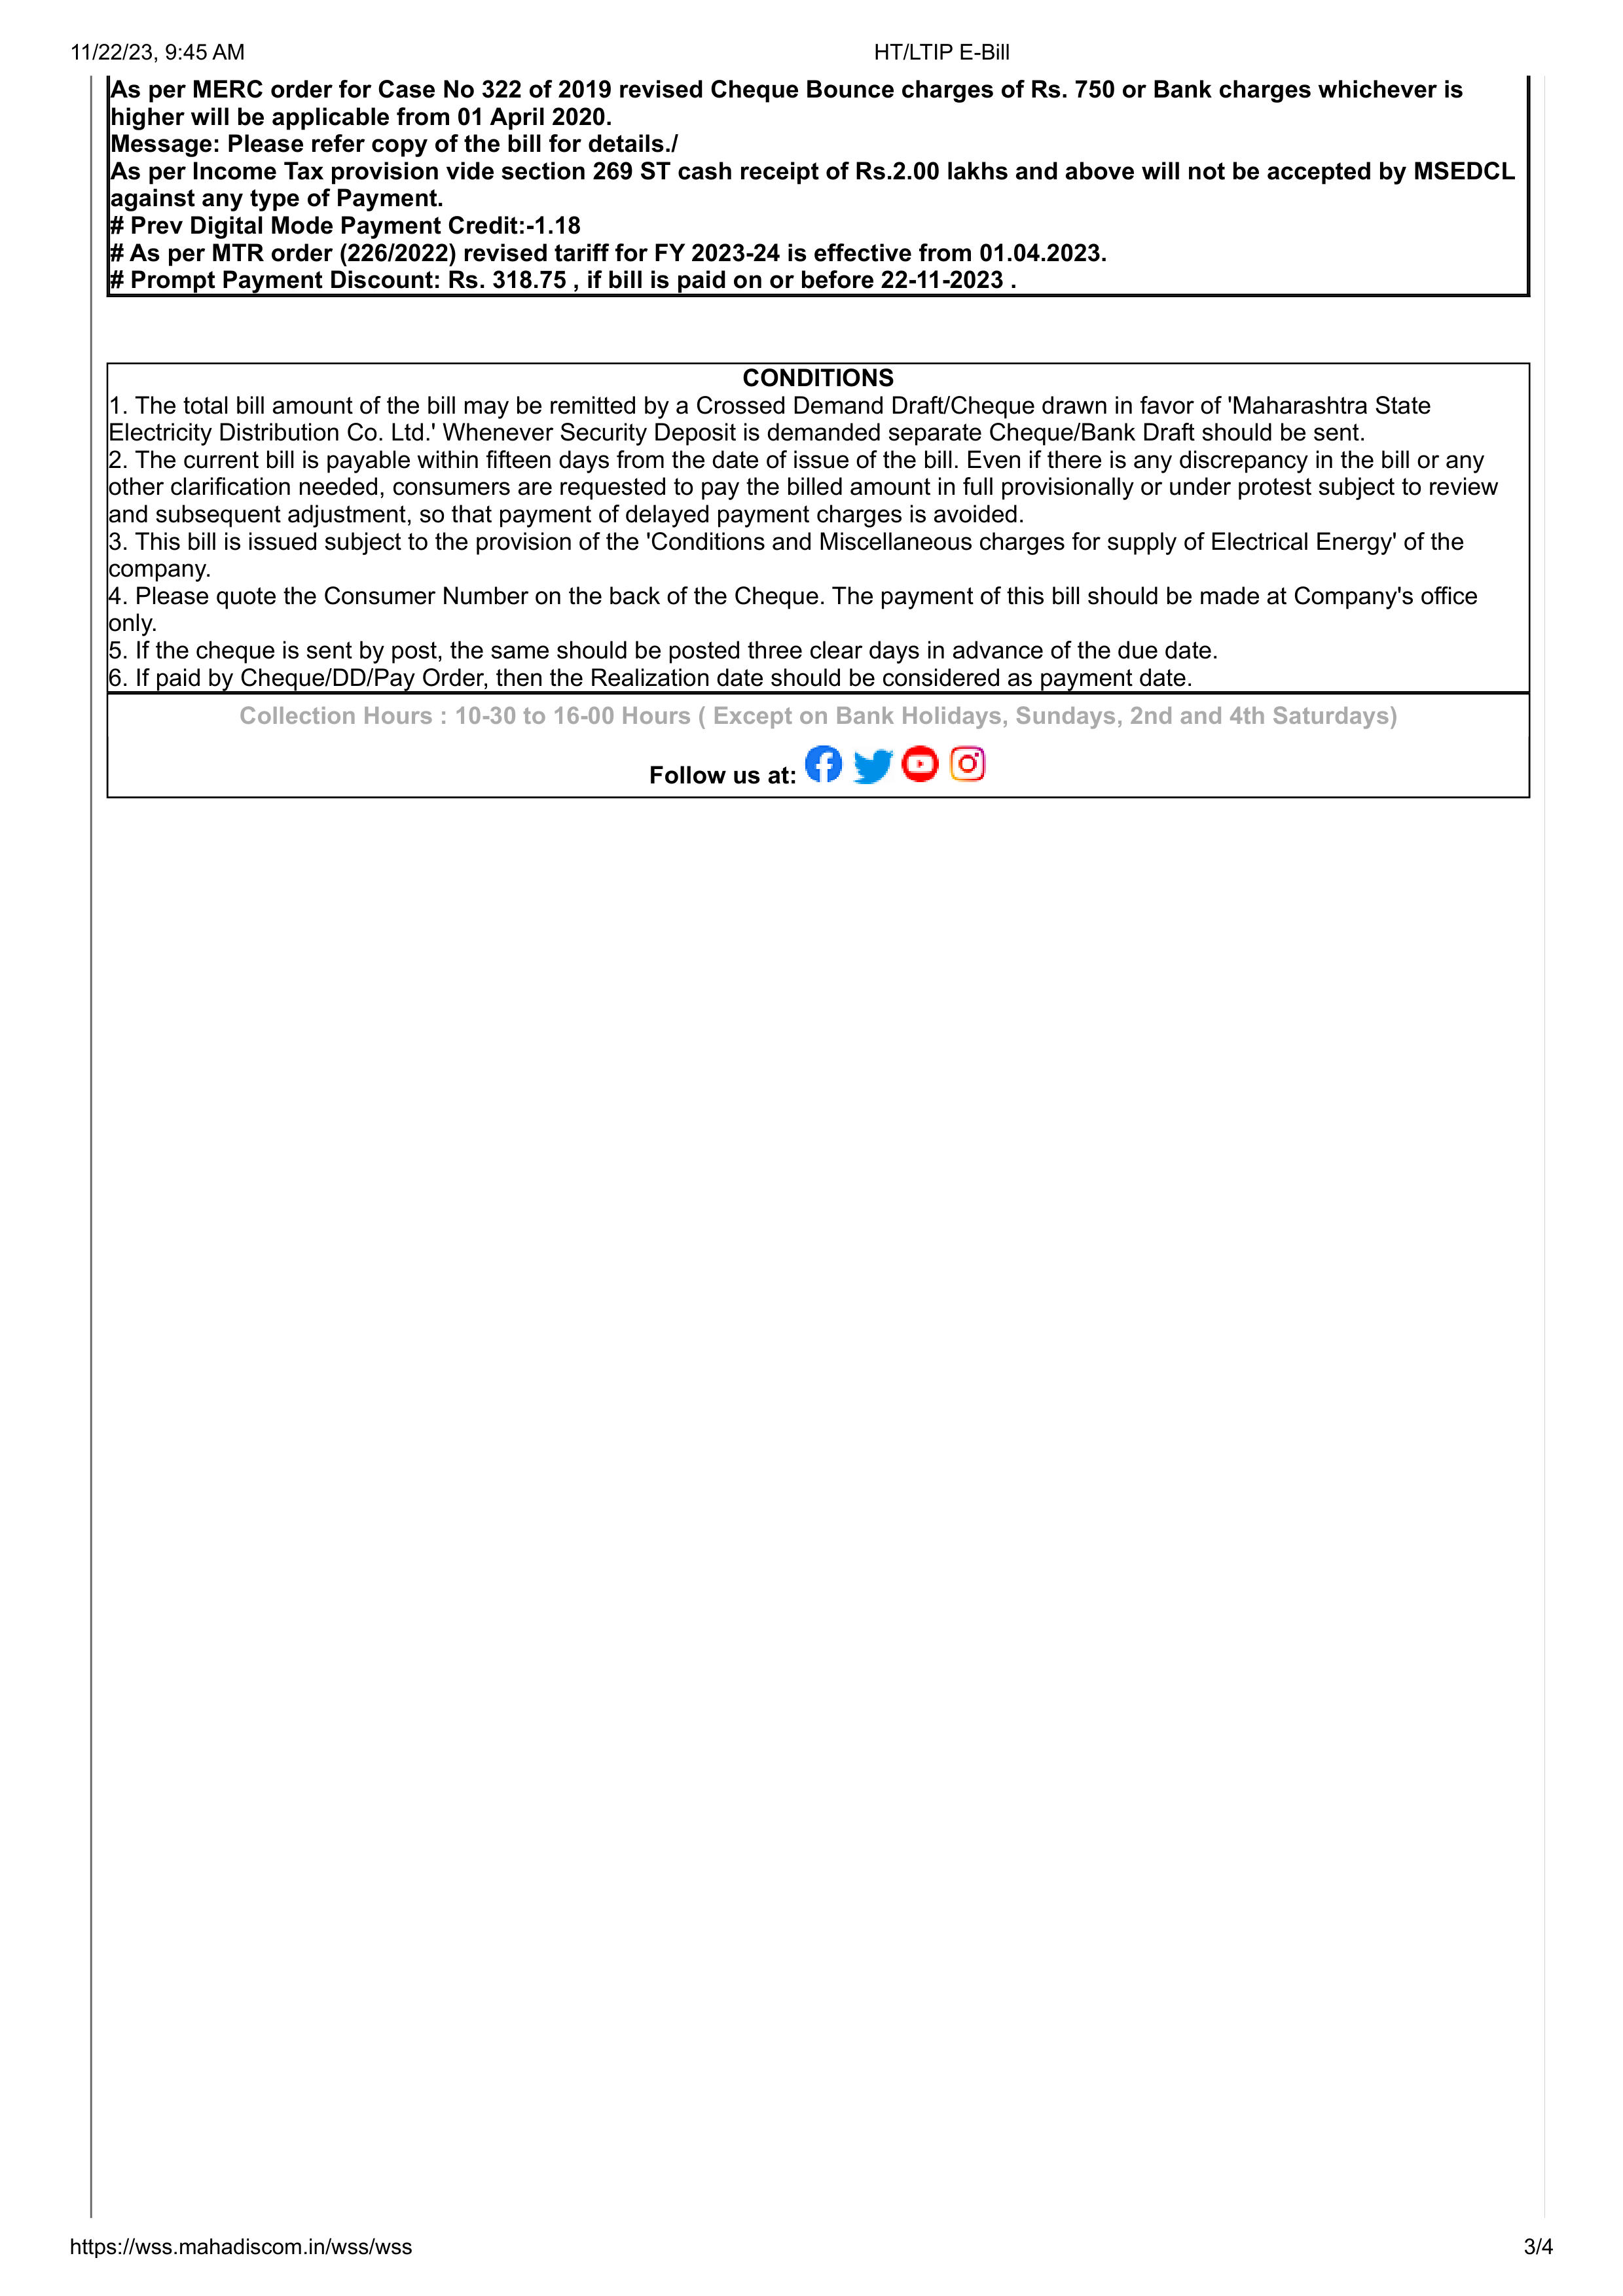 11/22/23, 9:45 AM HT/LTIP E-Bill
As per MERC order for Case No 322 of 2019 revised Cheque Bounce charges of Rs. 750 or Bank charges whichever is
higher will be applicable from 01 April 2020.
Message: Please refer copy of the bill for details./
As per Income Tax provision vide section 269 ST cash receipt of Rs.2.00 lakhs and above will not be accepted by MSEDCL
against any type of Payment.
# Prev Digital Mode Payment Credit:-1.18
# As per MTR order (226/2022) revised tariff for FY 2023-24 is effective from 01.04.2023.
# Prompt Payment Discount: Rs. 318.75 , if bill is paid on or before 22-11-2023 .
CONDITIONS
1. The total bill amount of the bill may be remitted by a Crossed Demand Draft/Cheque drawn in favor of 'Maharashtra State
Electricity Distribution Co. Ltd.' Whenever Security Deposit is demanded separate Cheque/Bank Draft should be sent.
2. The current bill is payable within fifteen days from the date of issue of the bill. Even if there is any discrepancy in the bill or any
other clarification needed, consumers are requested to pay the billed amount in full provisionally or under protest subject to review
and subsequent adjustment, so that payment of delayed payment charges is avoided.
3. This bill is issued subject to the provision of the 'Conditions and Miscellaneous charges for supply of Electrical Energy' of the
company.
4. Please quote the Consumer Number on the back of the Cheque. The payment of this bill should be made at Company's office
only.
5. If the cheque is sent by post, the same should be posted three clear days in advance of the due date.
6. If paid by Cheque/DD/Pay Order, then the Realization date should be considered as payment date.
Collection Hours : 10-30 to 16-00 Hours ( Except on Bank Holidays, Sundays, 2nd and 4th Saturdays)
Follow us at:
https://wss.mahadiscom.in/wss/wss 3/4